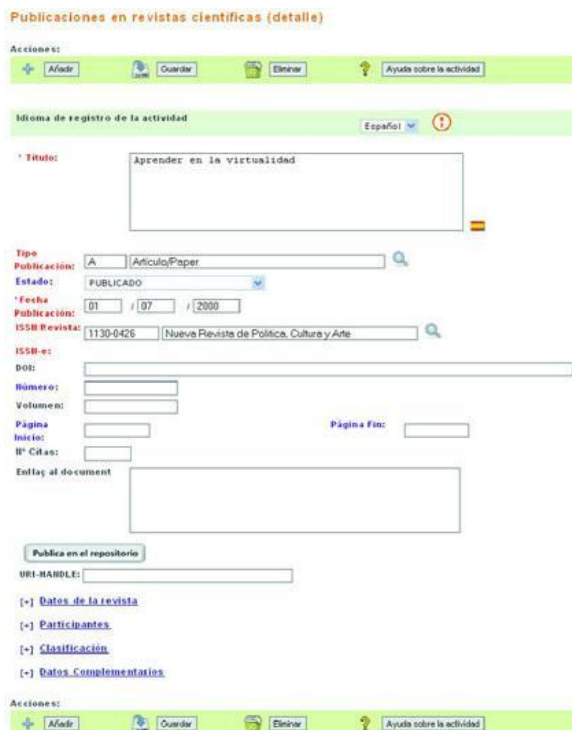 Publicaciones en revistas científicas (detalle)
Acciones:
Añadir Guardar Eliminar Ayuda sobre la actividad
Idioma de registro de la actividad Español
* Título: Aprender en la virtualidad
Tipo
Publicación: A Artículo/Paper
Estado: PUBLICADO
*Fecha
Publicación: 01 / 07 / 2000
ISSN Revista: 1130-0426 Nueva Revista de Política, Cultura y Arte
ISSN-e:
DOI:
Número:
Volumen:
Página
Inicio: Página Fin:
Nº Citas:
Enllaç al document
Publica en el repositorio
URI-HANDLE:
[+] Datos de la revista
[+] Participantes
[+] Clasificación
[+] Datos Complementarios
Acciones:
Añadir Guardar Eliminar Ayuda sobre la actividad